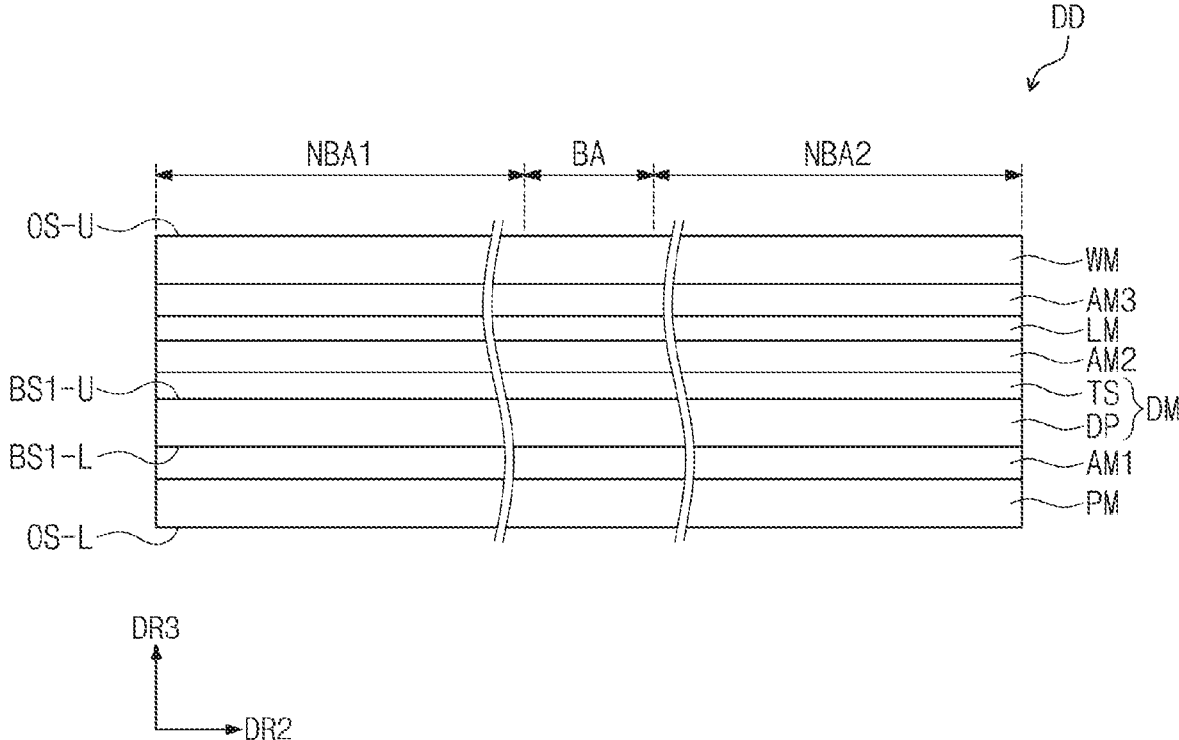 DD
NBA1 BA NBA2
OS-U
WM
AM3
LM
AM2
BS1-U
TS
DM
DP
BS1-L
AM1
PM
OS-L
DR3
DR2